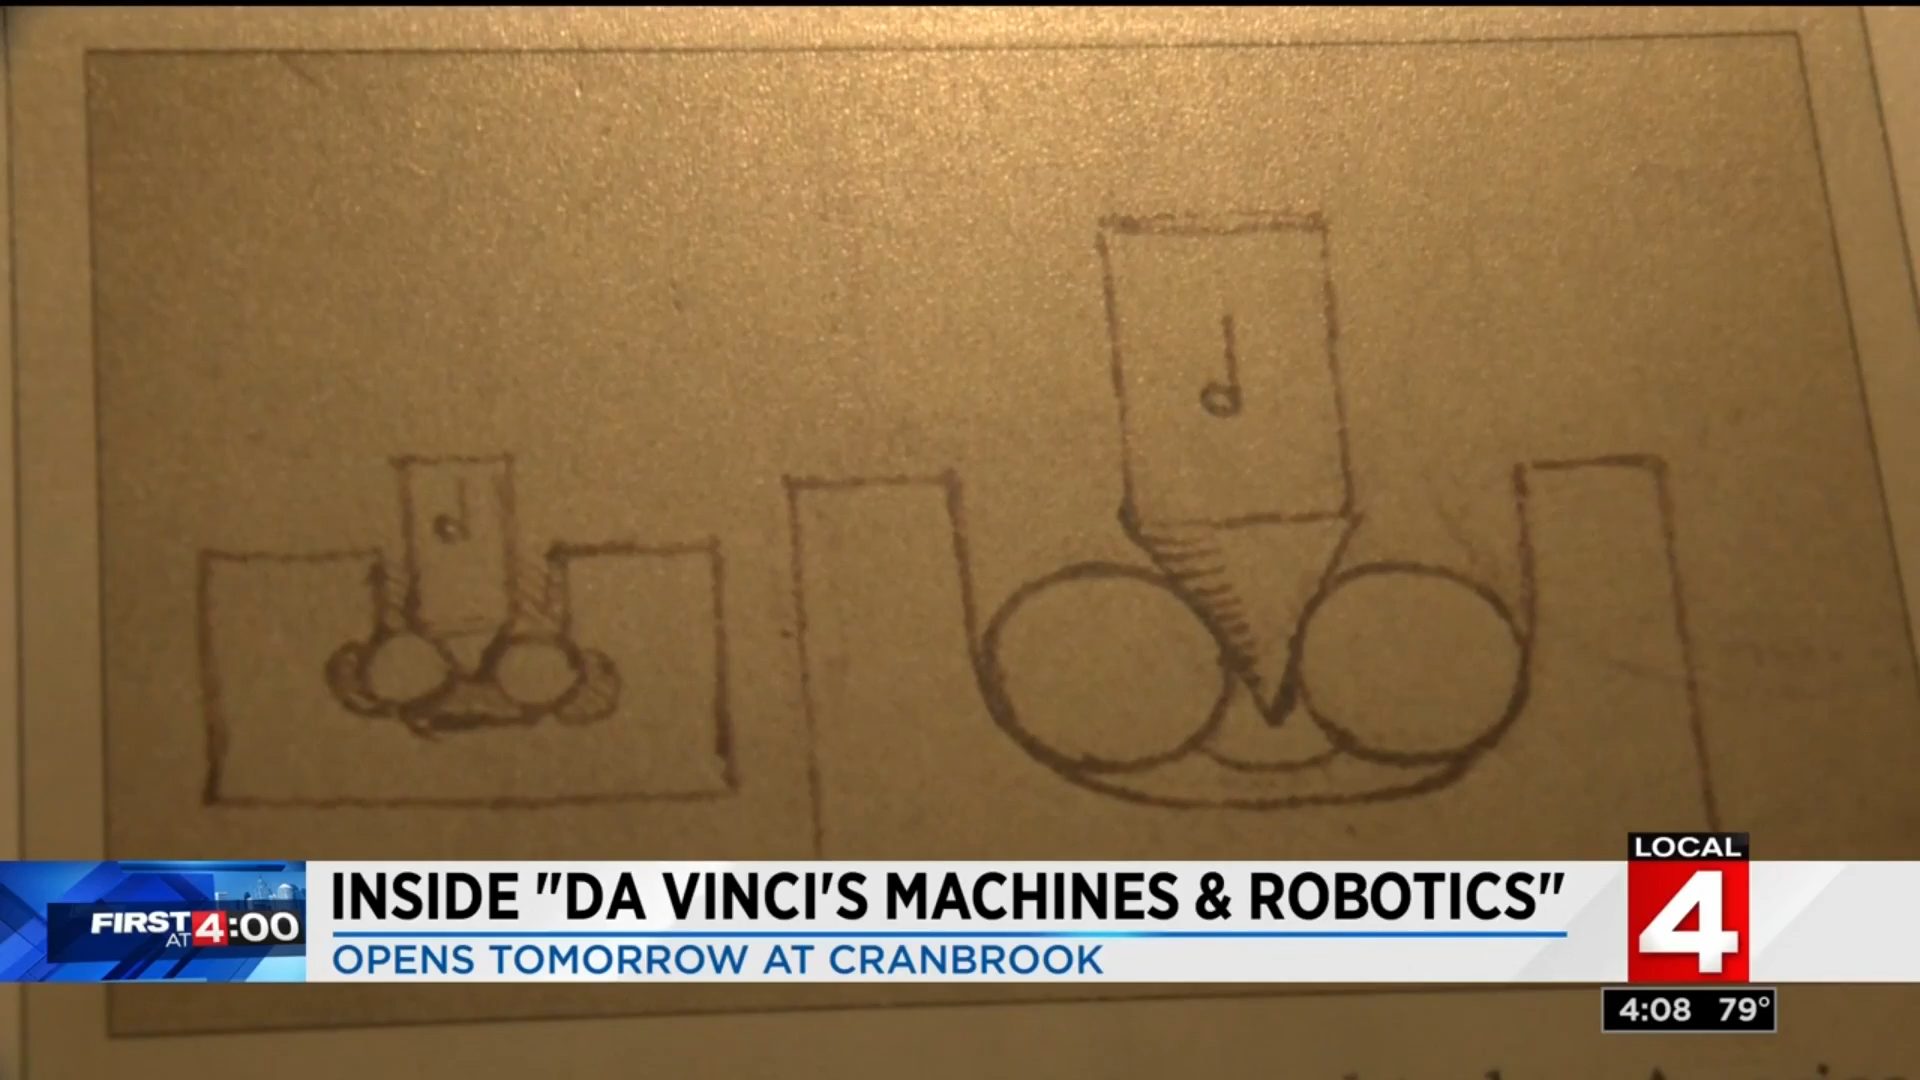 d
d
INSIDE "DA VINCI'S MACHINES & ROBOTICS"
OPENS TOMORROW AT CRANBROOK
FIRST
AT 4:00
LOCAL
4
4:08 79°